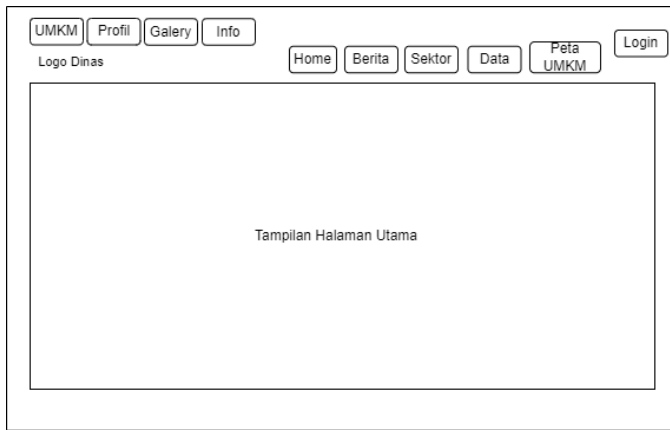 UMKM Profil Galery Info
Login
Logo Dinas
Home Berita Sektor Data Peta
UMKM
Tampilan Halaman Utama